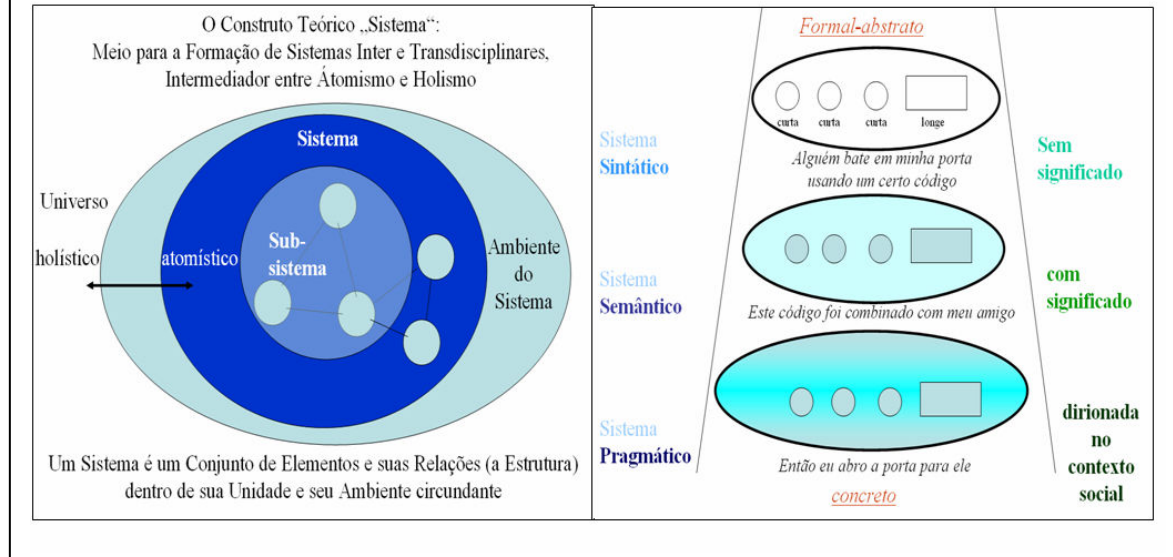 O Construto Teórico „Sistema“:
Meio para a Formação de Sistemas Inter e Transdisciplinares,
Intermediador entre Átomismo e Holismo
Sistema
Universo
Sub-
sistema
holístico
atomístico
Ambiente
do
Sistema
Um Sistema é um Conjunto de Elementos e suas Relações (a Estrutura)
dentro de sua Unidade e seu Ambiente circundante
Formal-abstrato
curta curta curta longe
Sistema
Sintático
Alguém bate em minha porta
usando um certo código
Sem
significado
Sistema
Semântico
Este código foi combinado com meu amigo
com
significado
Sistema
Pragmático
Então eu abro a porta para ele
concreto
dirionada
no
contexto
social